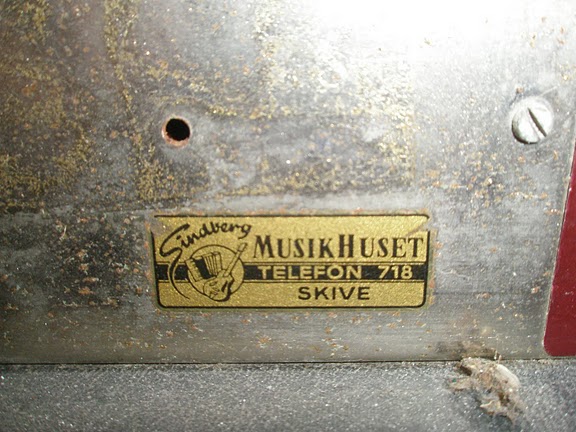 Sindberg
MUSIKHUSET
TELEFON 718
SKIVE